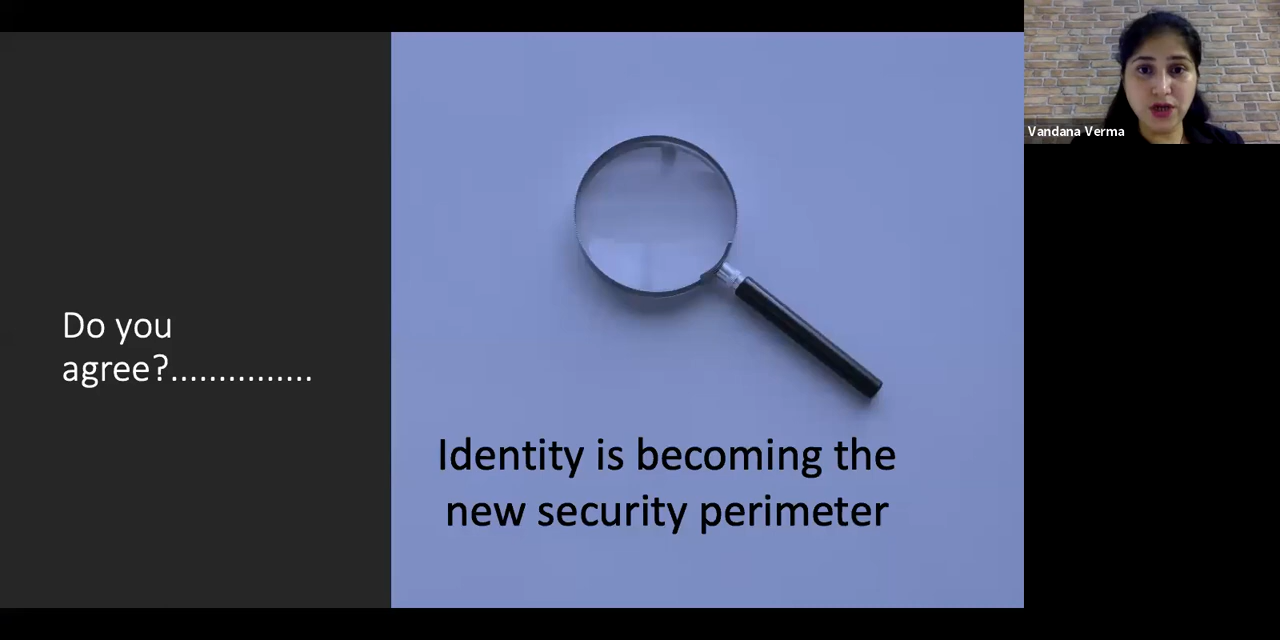 Do you
agree?...............
Identity is becoming the
new security perimeter
Vandana Verma